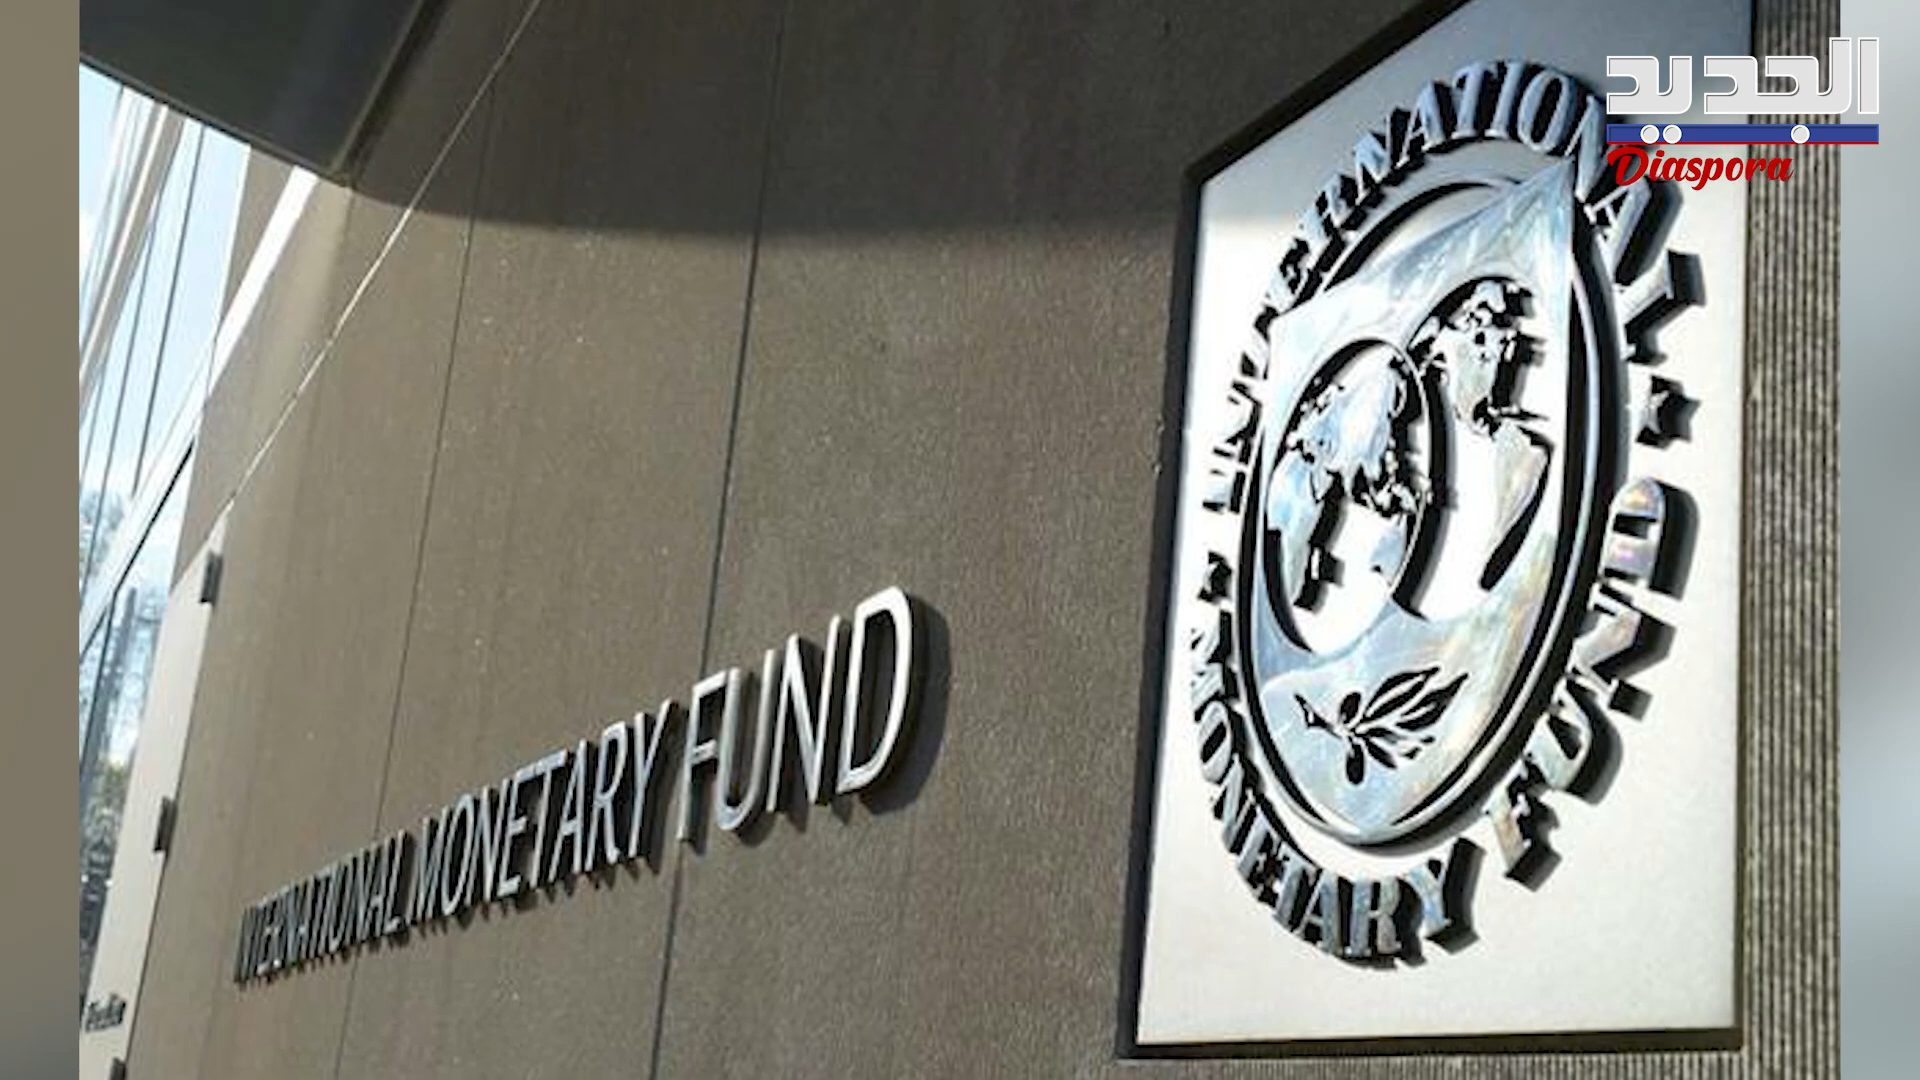 الجديد
Diaspora
INTERNATIONAL MONETARY FUND
INTERNATIONAL MONETARY FUND